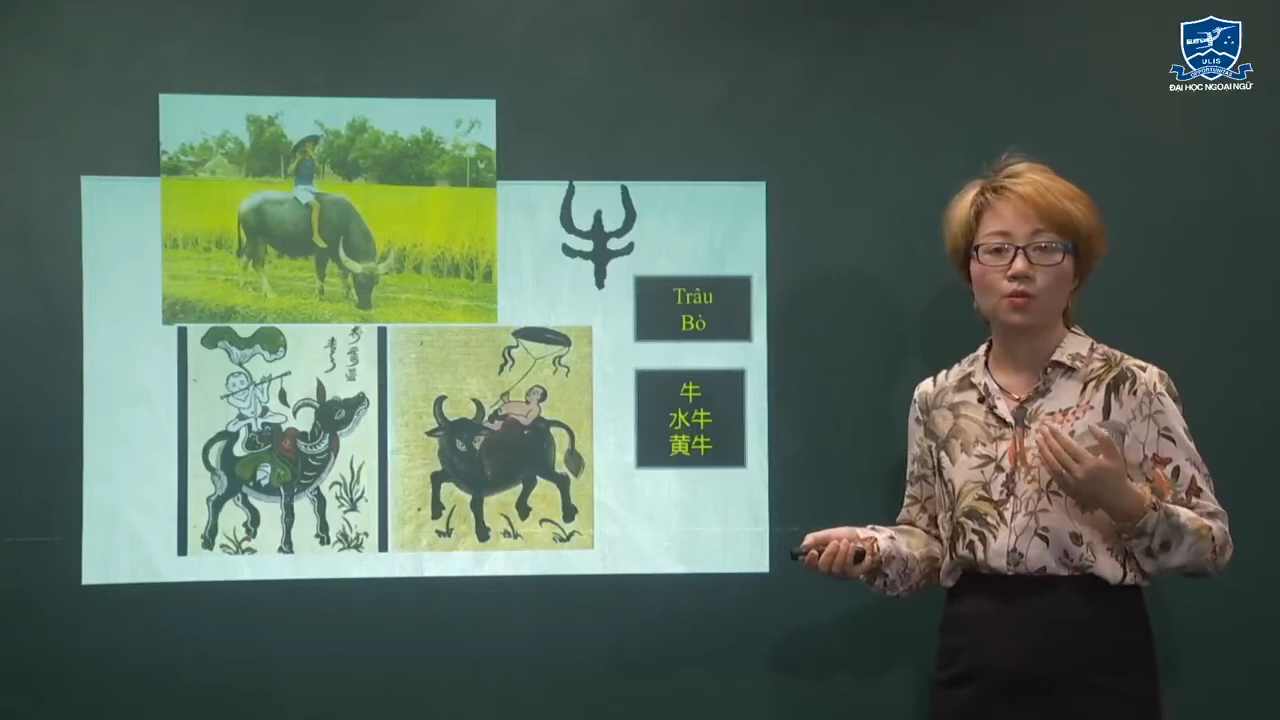 ULIS
ĐẠI HỌC NGOẠI NGỮ
Trâu
Bò
牛
水牛
黄牛